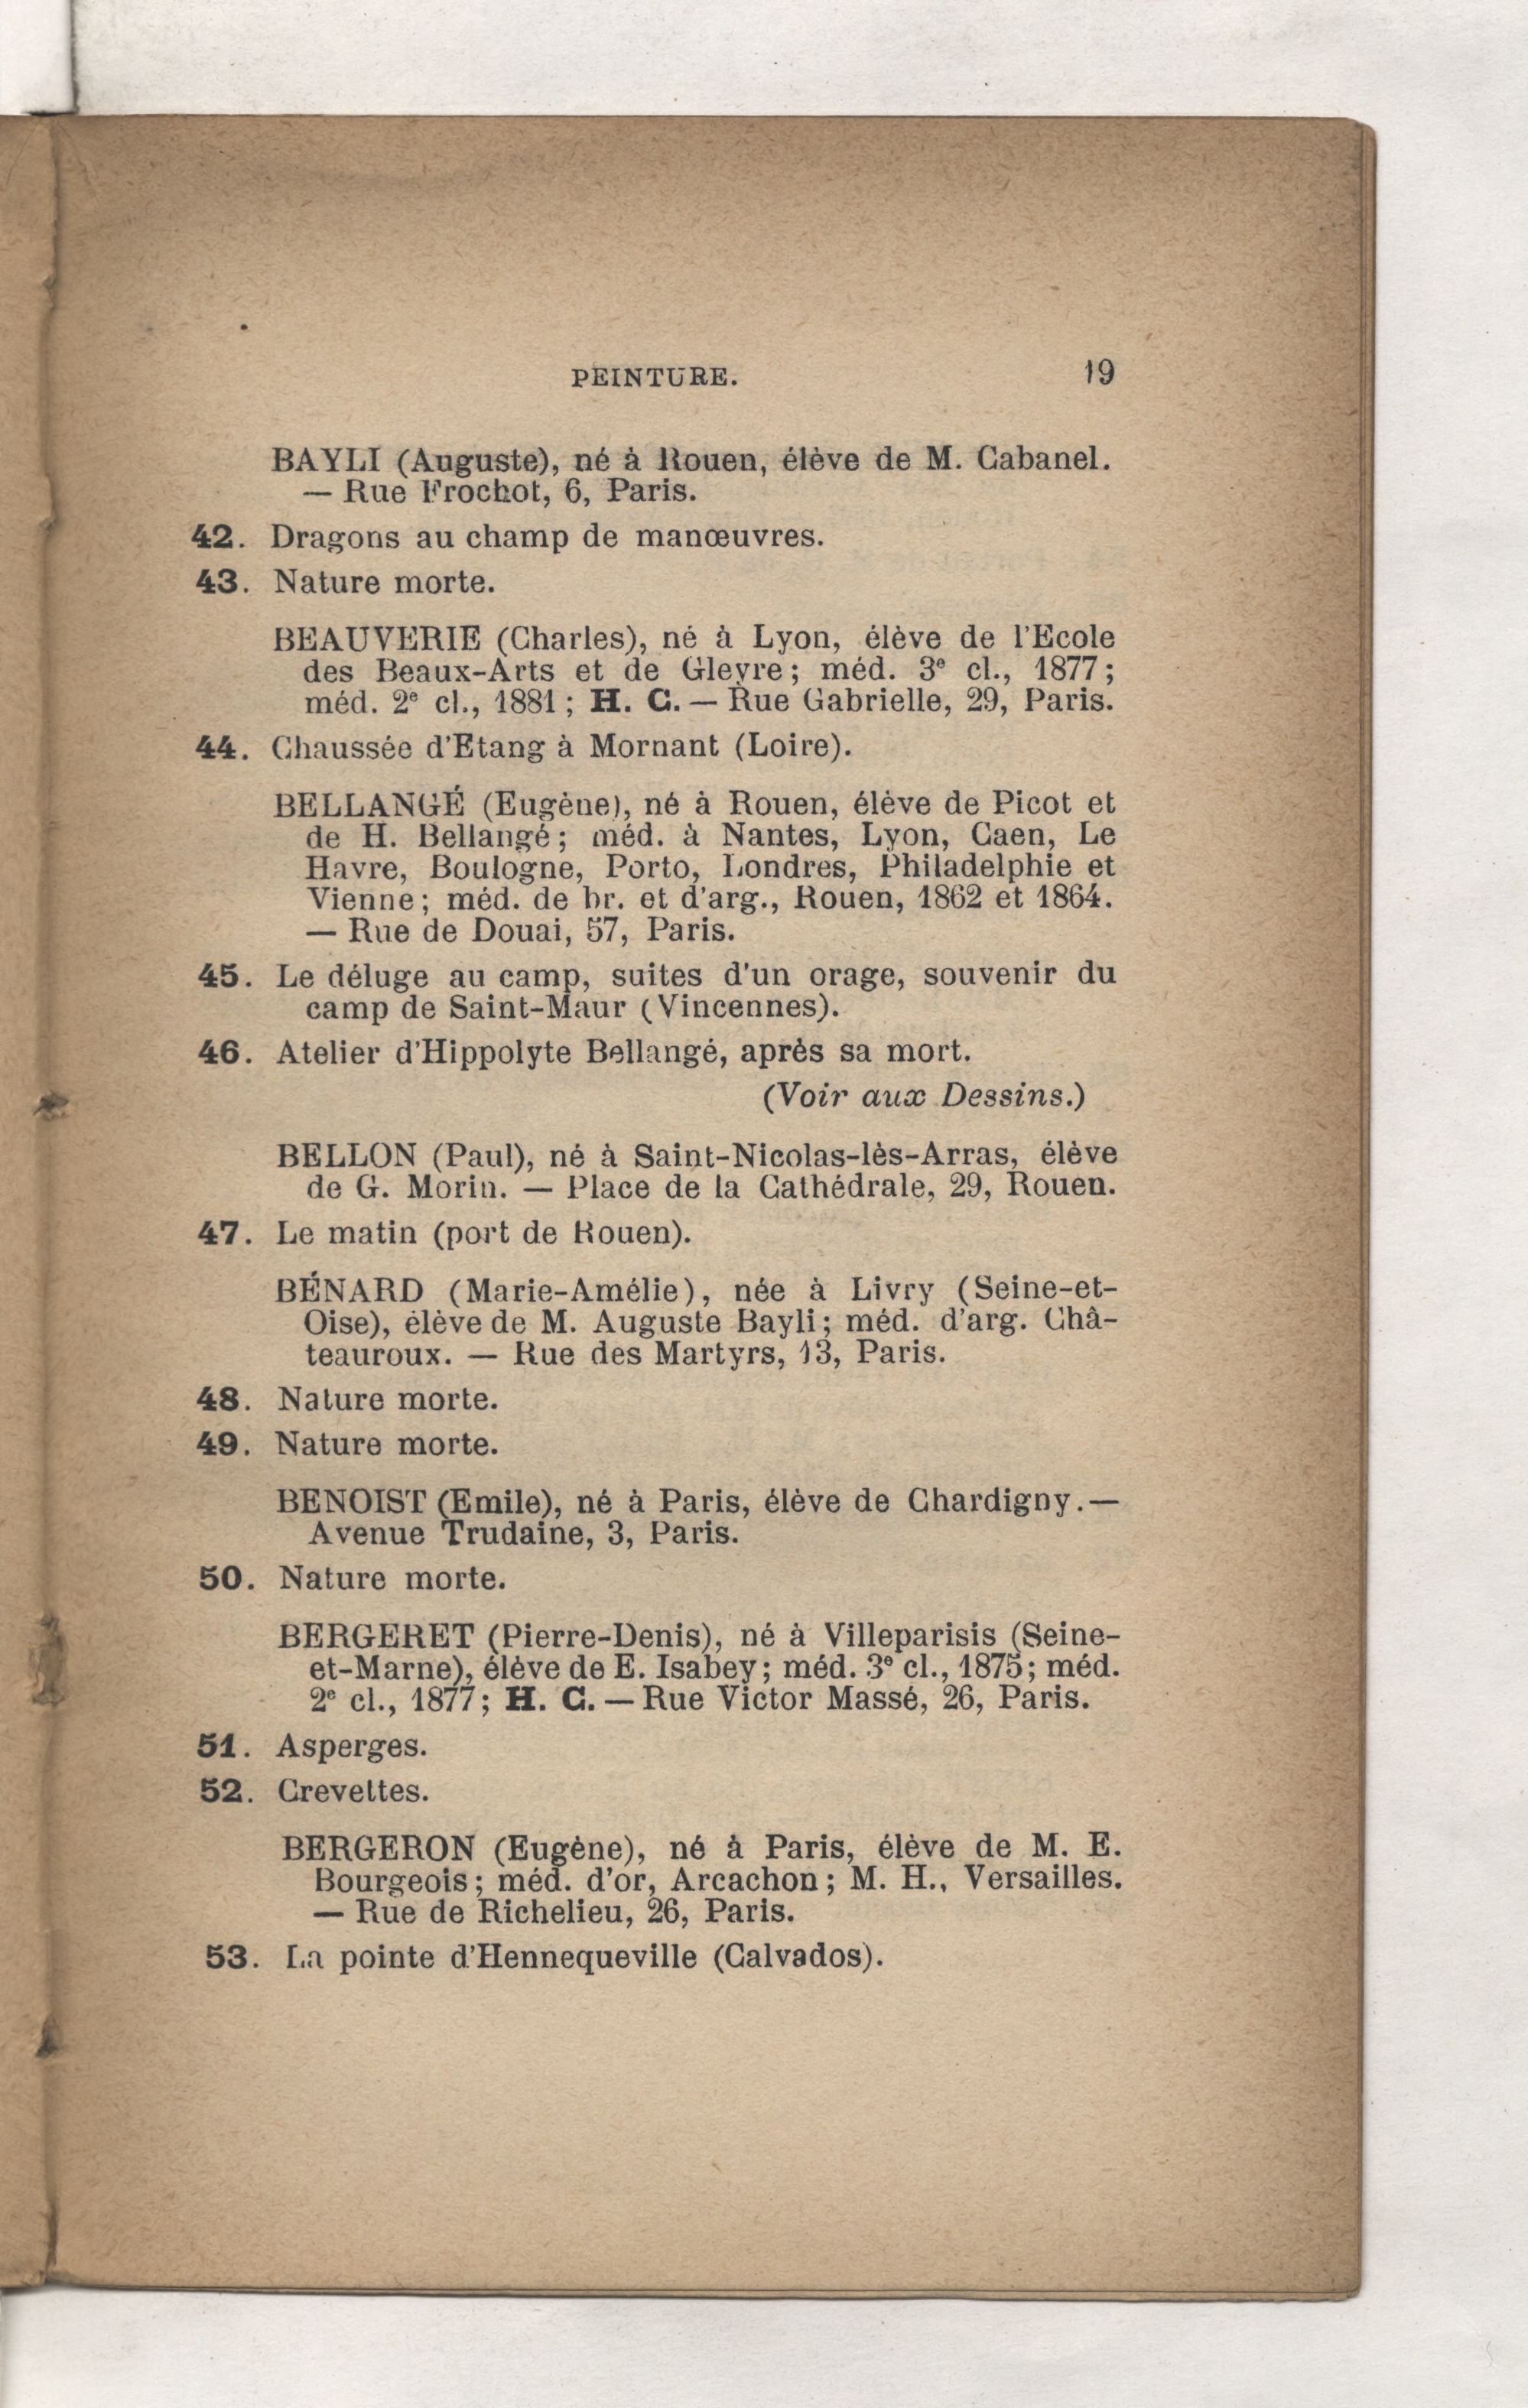 PEINTURE. 19
BAYLI (Auguste), né à Rouen, élève de M. Cabanel.
— Rue Frochot, 6, Paris.
42. Dragons au champ de manœuvres.
43. Nature morte.
BEAUVERIE (Charles), né à Lyon, élève de l'Ecole
des Beaux-Arts et de Gleyre; méd. 3e cl., 1877;
méd. 2e cl., 1881; H. C. — Rue Gabrielle, 29, Paris.
44. Chaussée d'Etang à Mornant (Loire).
BELLANGÉ (Eugène), né à Rouen, élève de Picot et
de H. Bellangé; méd. à Nantes, Lyon, Caen, Le
Havre, Boulogne, Porto, Londres, Philadelphie et
Vienne; méd. de br. et d'arg., Rouen, 1862 et 1864.
— Rue de Douai, 57, Paris.
45. Le déluge au camp, suites d'un orage, souvenir du
camp de Saint-Maur (Vincennes).
46. Atelier d'Hippolyte Bellangé, après sa mort.
(Voir aux Dessins.)
BELLON (Paul), né à Saint-Nicolas-lès-Arras, élève
de G. Morin. — Place de la Cathédrale, 29, Rouen.
47. Le matin (port de Rouen).
BÉNARD (Marie-Amélie), née à Livry (Seine-et-
Oise), élève de M. Auguste Bayli; méd. d'arg. Châ-
teauroux. — Rue des Martyrs, 13, Paris.
48. Nature morte.
49. Nature morte.
BENOIST (Emile), né à Paris, élève de Chardigny. —
Avenue Trudaine, 3, Paris.
50. Nature morte.
BERGERET (Pierre-Denis), né à Villeparisis (Seine-
et-Marne), élève de E. Isabey; méd. 3e cl., 1875; méd.
2e cl., 1877; H. C. — Rue Victor Massé, 26, Paris.
51. Asperges.
52. Crevettes.
BERGERON (Eugène), né à Paris, élève de M. E.
Bourgeois; méd. d'or, Arcachon; M. H., Versailles.
— Rue de Richelieu, 26, Paris.
53. La pointe d'Hennequeville (Calvados).